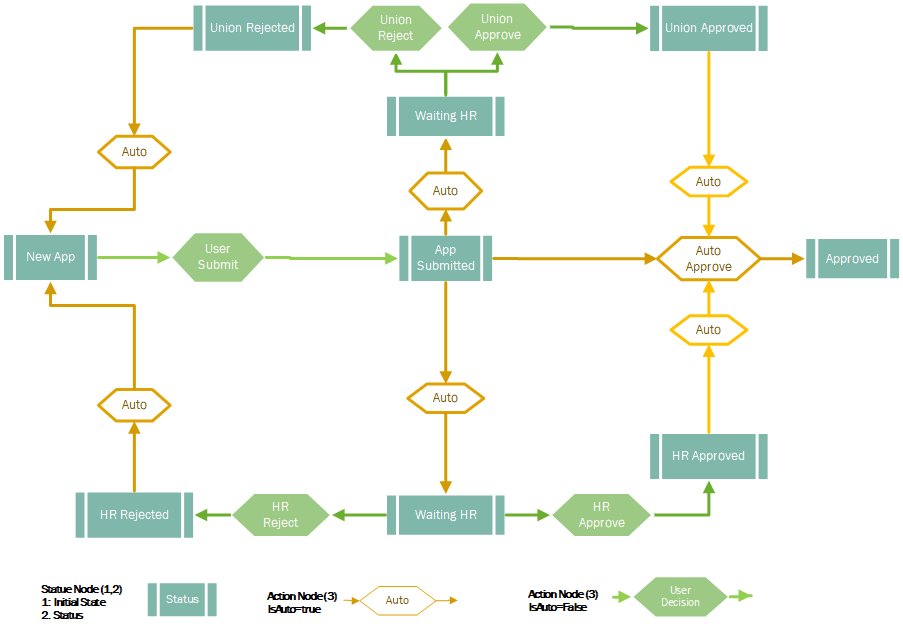 Union Rejected
Union
Reject
Union
Approve
Union Approved
Waiting HR
Auto
Auto
Auto
New App
User
Submit
App
Submitted
Auto
Approve
Approved
Auto
Auto
Auto
HR Approved
HR Rejected
HR
Reject
Waiting HR
HR
Approve
Statue Node (1,2)
1: Initial State
2. Status
Status
Action Node (3)
IsAuto=true
Auto
Action Node (3)
IsAuto=False
User
Decision